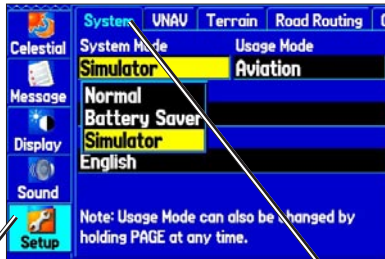 System VNAV Terrain Road Routing
Celestial
System Mode Usage Mode
Simulator Aviation
Message
Normal
Battery Saver
Display
Simulator
English
Sound
Note: Usage Mode can also be changed by
Setup
holding PAGE at any time.